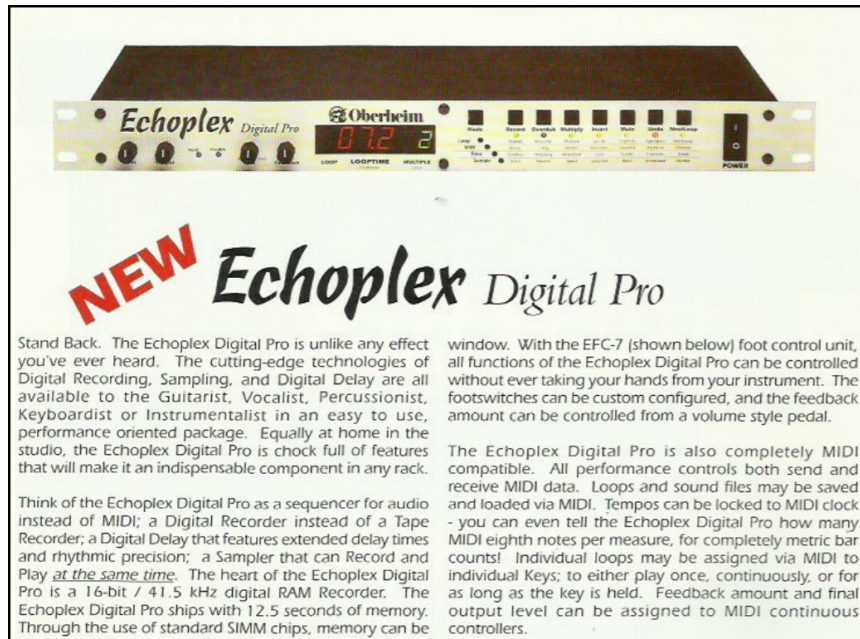 Echoplex Digital Pro
Oberheim
07.2 2
LOOP LOOPTIME MULTIPLE
Mode Record Overdub Multiply Insert Mute Undo NextLoop
POWER
NEW
Echoplex Digital Pro
Stand Back. The Echoplex Digital Pro is unlike any effect
you've ever heard. The cutting-edge technologies of
Digital Recording, Sampling, and Digital Delay are all
available to the Guitarist, Vocalist, Percussionist,
Keyboardist or Instrumentalist in an easy to use,
performance oriented package. Equally at home in the
studio, the Echoplex Digital Pro is chock full of features
that will make it an indispensable component in any rack.
Think of the Echoplex Digital Pro as a sequencer for audio
instead of MIDI; a Digital Recorder instead of a Tape
Recorder; a Digital Delay that features extended delay times
and rhythmic precision; a Sampler that can Record and
Play at the same time. The heart of the Echoplex Digital
Pro is a 16-bit / 41.5 kHz digital RAM Recorder. The
Echoplex Digital Pro ships with 12.5 seconds of memory.
Through the use of standard SIMM chips, memory can be
window. With the EFC-7 (shown below) foot control unit,
all functions of the Echoplex Digital Pro can be controlled
without ever taking your hands from your instrument. The
footswitches can be custom configured, and the feedback
amount can be controlled from a volume style pedal.
The Echoplex Digital Pro is also completely MIDI
compatible. All performance controls both send and
receive MIDI data. Loops and sound files may be saved
and loaded via MIDI. Tempos can be locked to MIDI clock
- you can even tell the Echoplex Digital Pro how many
MIDI eighth notes per measure, for completely metric bar
counts! Individual loops may be assigned via MIDI to
individual Keys; to either play once, continuously, or for
as long as the key is held. Feedback amount and final
output level can be assigned to MIDI continuous
controllers.